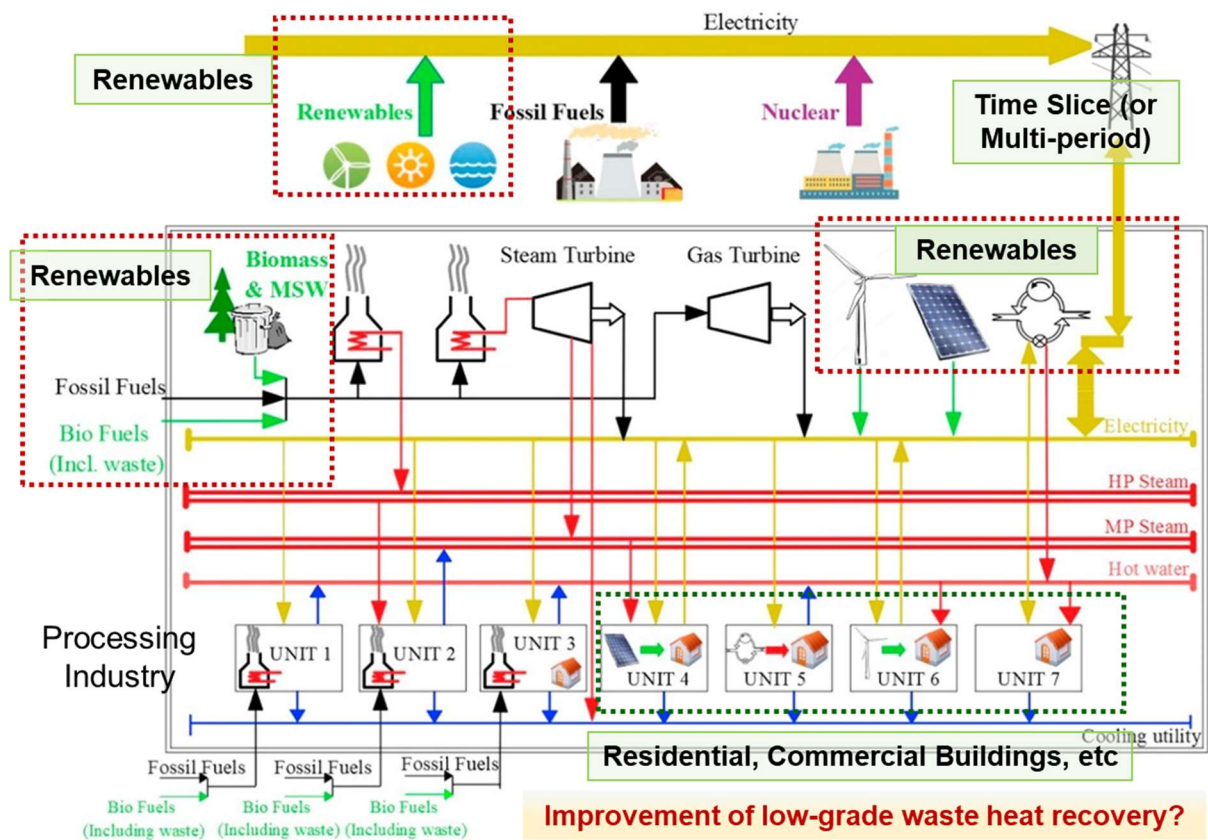 Electricity
Renewables
Renewables
Fossil Fuels
Nuclear
Time Slice (or
Multi-period)
Renewables
Biomass
& MSW
Steam Turbine
Gas Turbine
Renewables
Fossil Fuels
Bio Fuels
(Incl. waste)
Electricity
HP Steam
MP Steam
Hot water
Processing
Industry
UNIT 1
UNIT 2
UNIT 3
UNIT 4
UNIT 5
UNIT 6
UNIT 7
Cooling utility
Residential, Commercial Buildings, etc
Fossil Fuels
Bio Fuels
(Including waste)
Fossil Fuels
Bio Fuels
(Including waste)
Fossil Fuels
Bio Fuels
(Including waste)
Improvement of low-grade waste heat recovery?